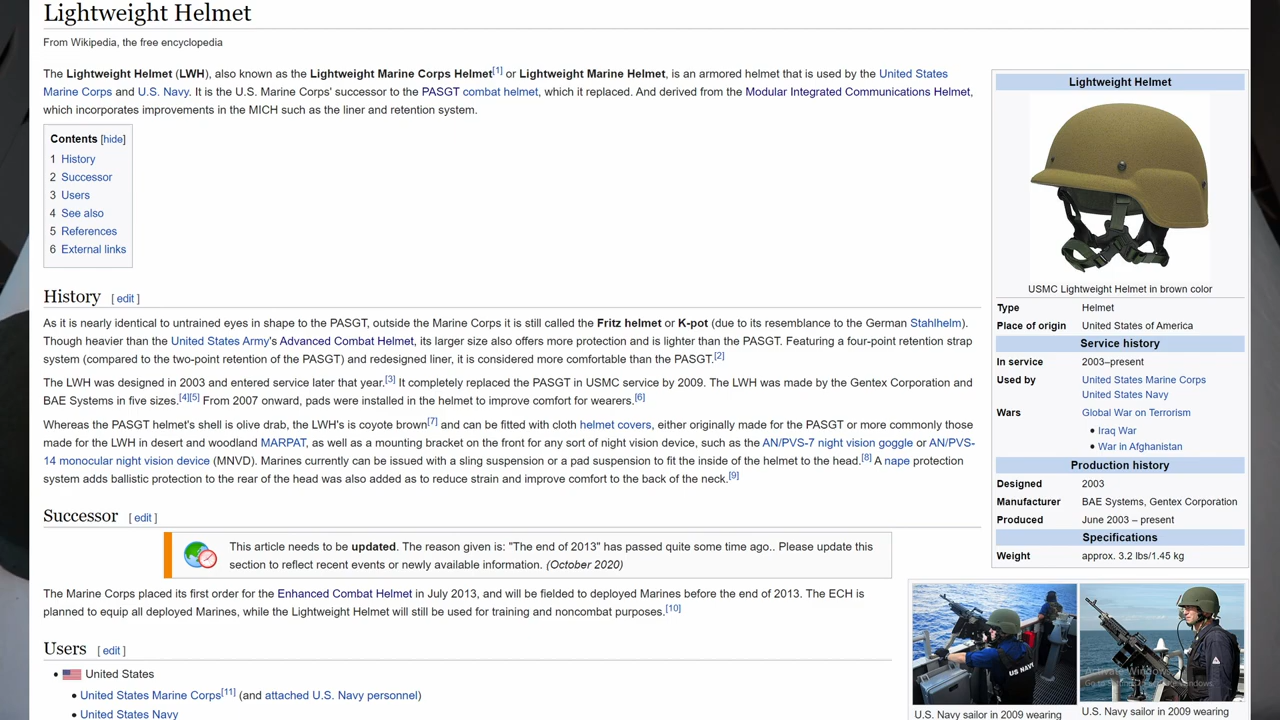 Lightweight Helmet
From Wikipedia, the free encyclopedia
The Lightweight Helmet (LWH), also known as the Lightweight Marine Corps Helmet[1] or Lightweight Marine Helmet, is an armored helmet that is used by the United States
Marine Corps and U.S. Navy. It is the U.S. Marine Corps' successor to the PASGT combat helmet, which it replaced. And derived from the Modular Integrated Communications Helmet,
which incorporates improvements in the MICH such as the liner and retention system.
Contents [hide]
1 History
2 Successor
3 Users
4 See also
5 References
6 External links
History [ edit ]
As it is nearly identical to untrained eyes in shape to the PASGT, outside the Marine Corps it is still called the Fritz helmet or K-pot (due to its resemblance to the German Stahlhelm).
Though heavier than the United States Army's Advanced Combat Helmet, its larger size also offers more protection and is lighter than the PASGT. Featuring a four-point retention strap
system (compared to the two-point retention of the PASGT) and redesigned liner, it is considered more comfortable than the PASGT.[2]
The LWH was designed in 2003 and entered service later that year.[3] It completely replaced the PASGT in USMC service by 2009. The LWH was made by the Gentex Corporation and
BAE Systems in five sizes.[4][5] From 2007 onward, pads were installed in the helmet to improve comfort for wearers.[6]
Whereas the PASGT helmet's shell is olive drab, the LWH's is coyote brown[7] and can be fitted with cloth helmet covers, either originally made for the PASGT or more commonly those
made for the LWH in desert and woodland MARPAT, as well as a mounting bracket on the front for any sort of night vision device, such as the AN/PVS-7 night vision goggle or AN/PVS-
14 monocular night vision device (MNVD). Marines currently can be issued with a sling suspension or a pad suspension to fit the inside of the helmet to the head.[8] A nape protection
system adds ballistic protection to the rear of the head was also added as to reduce strain and improve comfort to the back of the neck.[9]
Successor [ edit ]
This article needs to be updated. The reason given is: "The end of 2013" has passed quite some time ago.. Please update this
section to reflect recent events or newly available information. (October 2020)
The Marine Corps placed its first order for the Enhanced Combat Helmet in July 2013, and will be fielded to deployed Marines before the end of 2013. The ECH is
planned to equip all deployed Marines, while the Lightweight Helmet will still be used for training and noncombat purposes.[10]
Users [ edit ]
• United States
• United States Marine Corps[11] (and attached U.S. Navy personnel)
• United States Navy
Lightweight Helmet
USMC Lightweight Helmet in brown color
Type Helmet
Place of origin United States of America
Service history
In service 2003–present
Used by United States Marine Corps
United States Navy
Wars Global War on Terrorism
• Iraq War
• War in Afghanistan
Production history
Designed 2003
Manufacturer BAE Systems, Gentex Corporation
Produced June 2003 – present
Specifications
Weight approx. 3.2 lbs/1.45 kg
US NAVY
Activate Windows
Go to Settings to activate Windows.
U.S. Navy sailor in 2009 wearing
U.S. Navy sailor in 2009 wearing